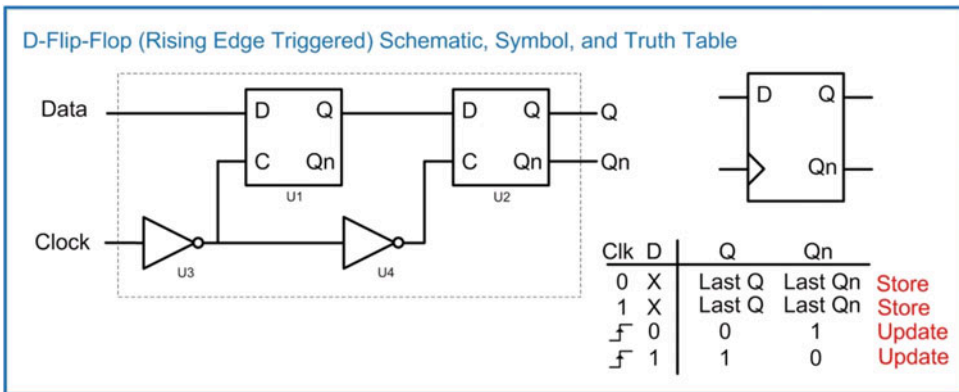 D-Flip-Flop (Rising Edge Triggered) Schematic, Symbol, and Truth Table
Data
D Q
C Qn
U1
D Q
C Qn
U2
Q
Qn
Clock
U3
U4
D Q
Qn
Clk D Q Qn
0 X Last Q Last Qn Store
1 X Last Q Last Qn Store
0 0 1 Update
1 1 0 Update